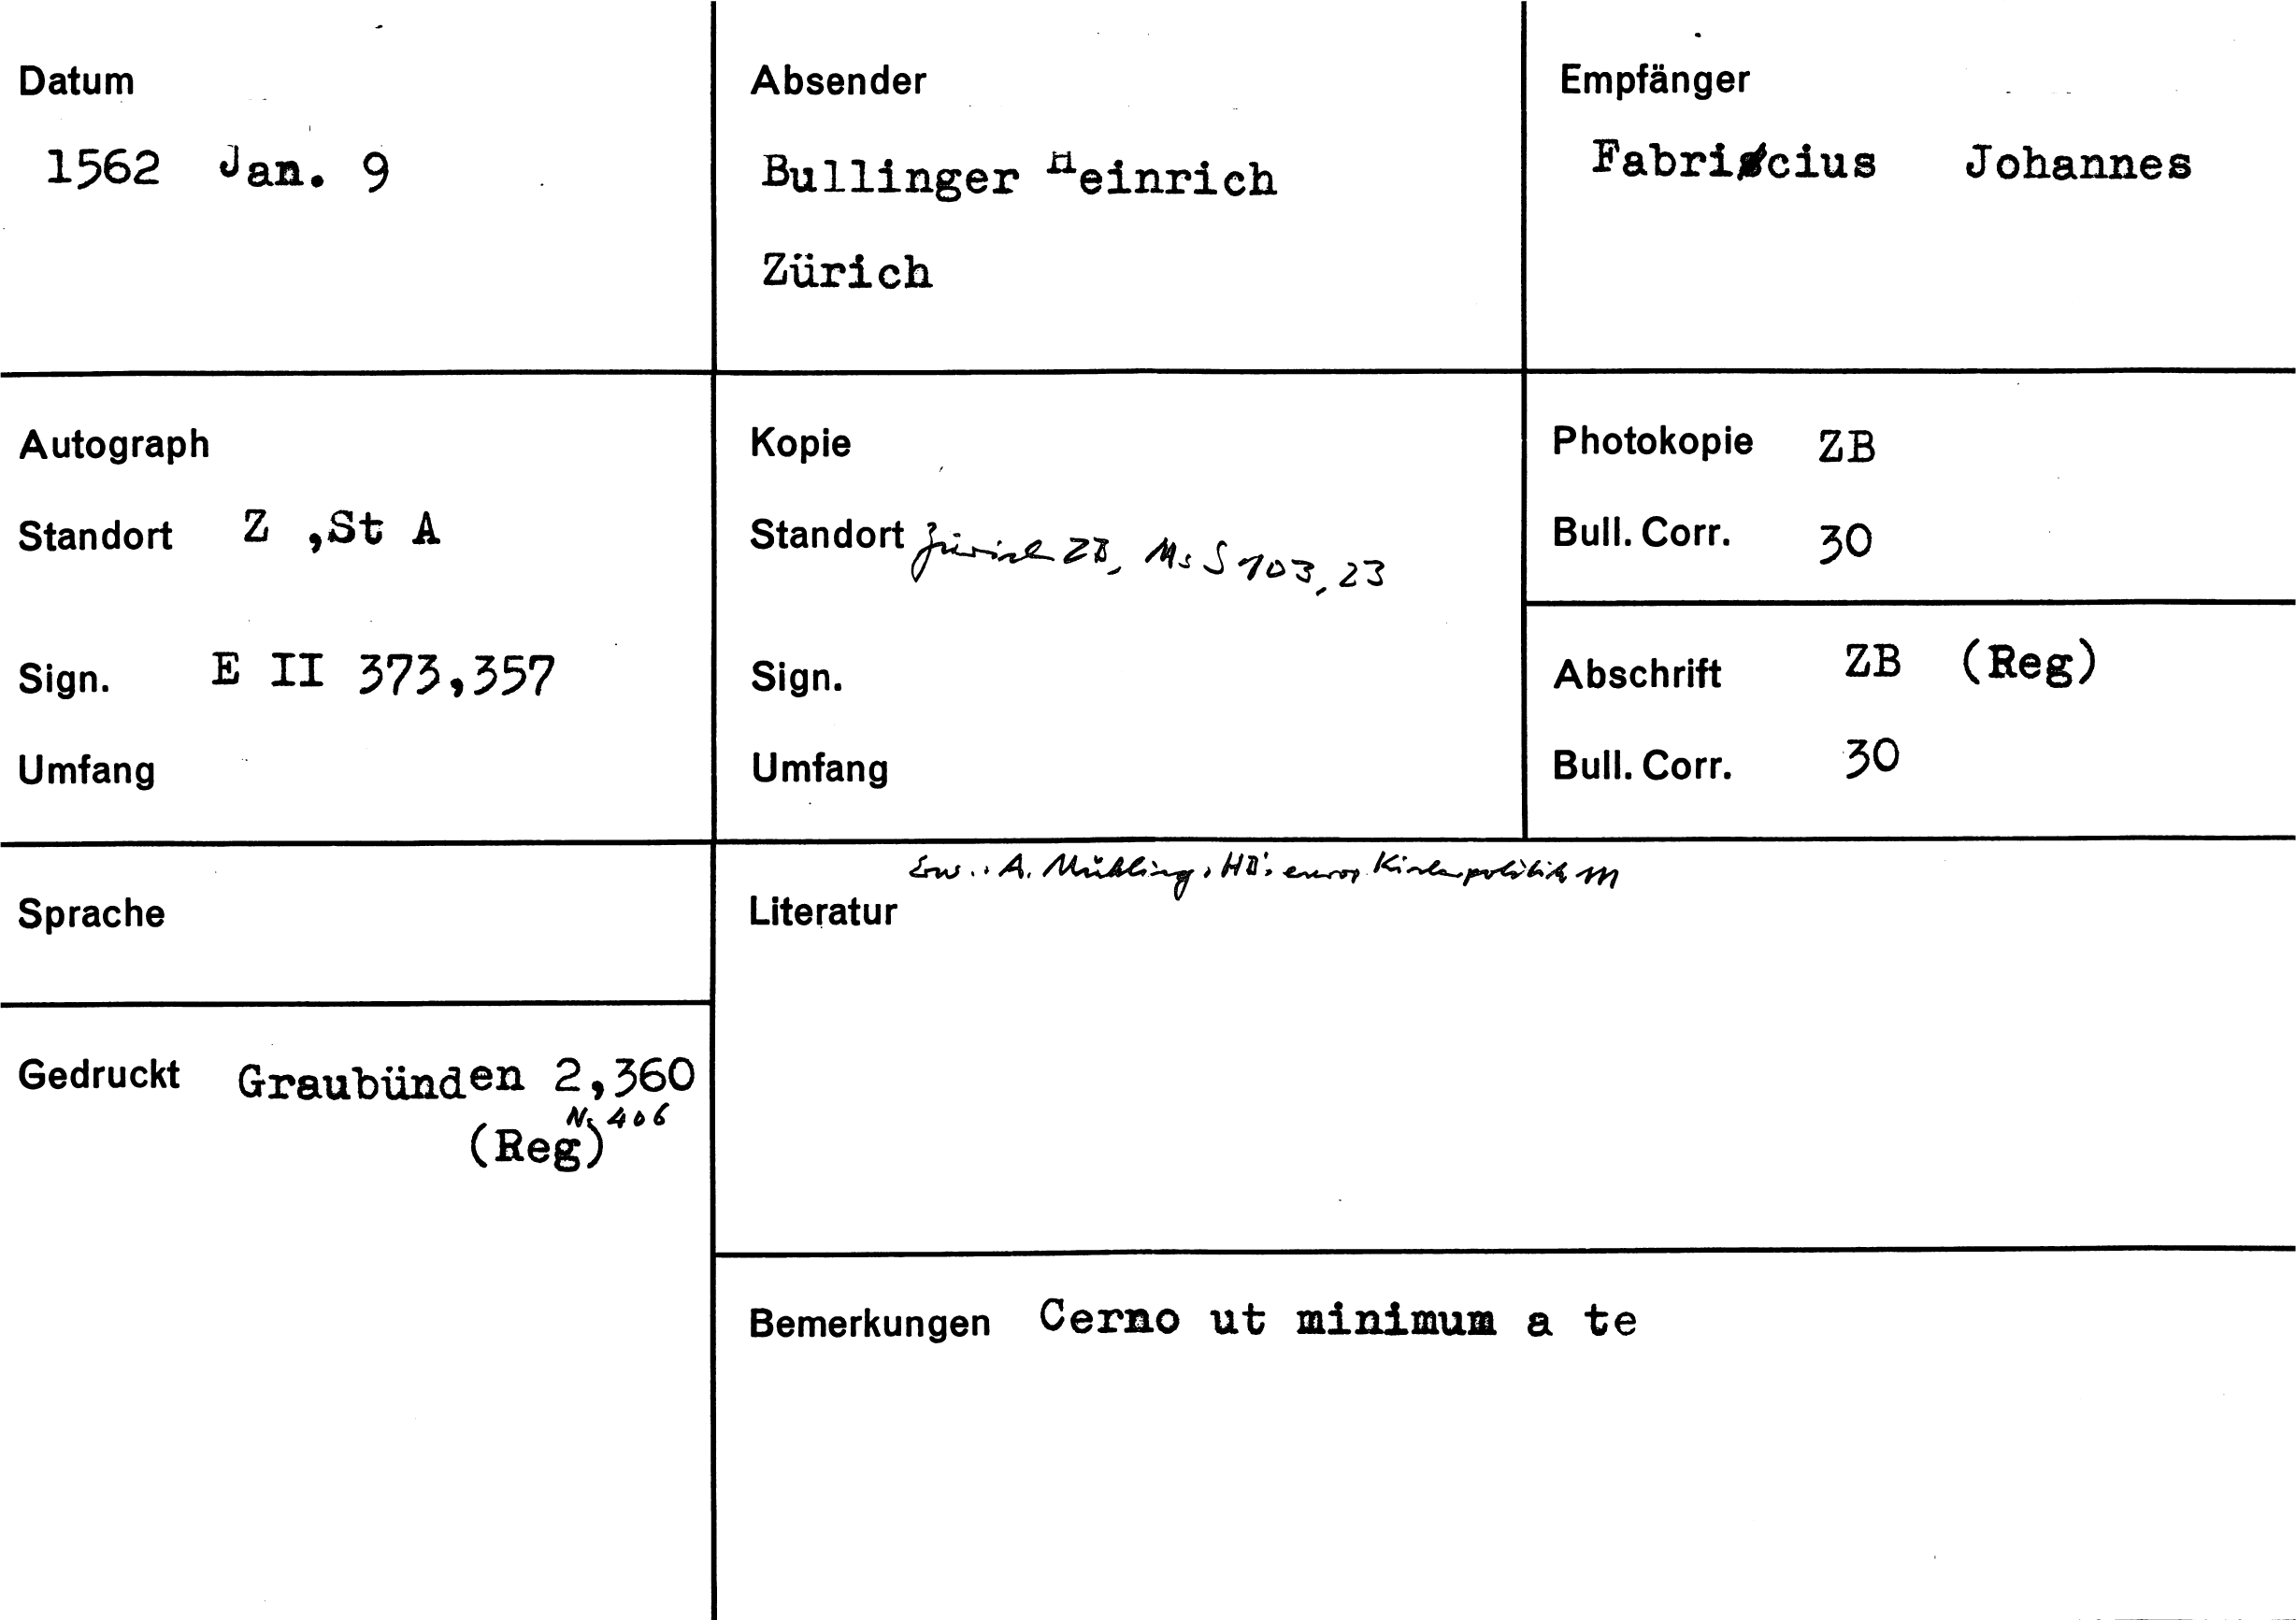 Datum
1562 Jan. 9
Absender
Bullinger Heinrich
Zürich
Empfänger
Fabricius Johannes
Autograph
Standort Z ,St A
Sign. E II 373,357
Umfang
Kopie
Standort Zürich ZB, Ms S 103, 23
Sign.
Umfang
Photokopie ZB
Bull. Corr. 30
Abschrift ZB (Reg)
Bull. Corr. 30
Sprache
Gedruckt Graubünden 2,360
Nr 406
(Reg)
A. Mühling, HB's europ. Kirchenpolitik
Literatur
Bemerkungen Cerno ut minimum a te